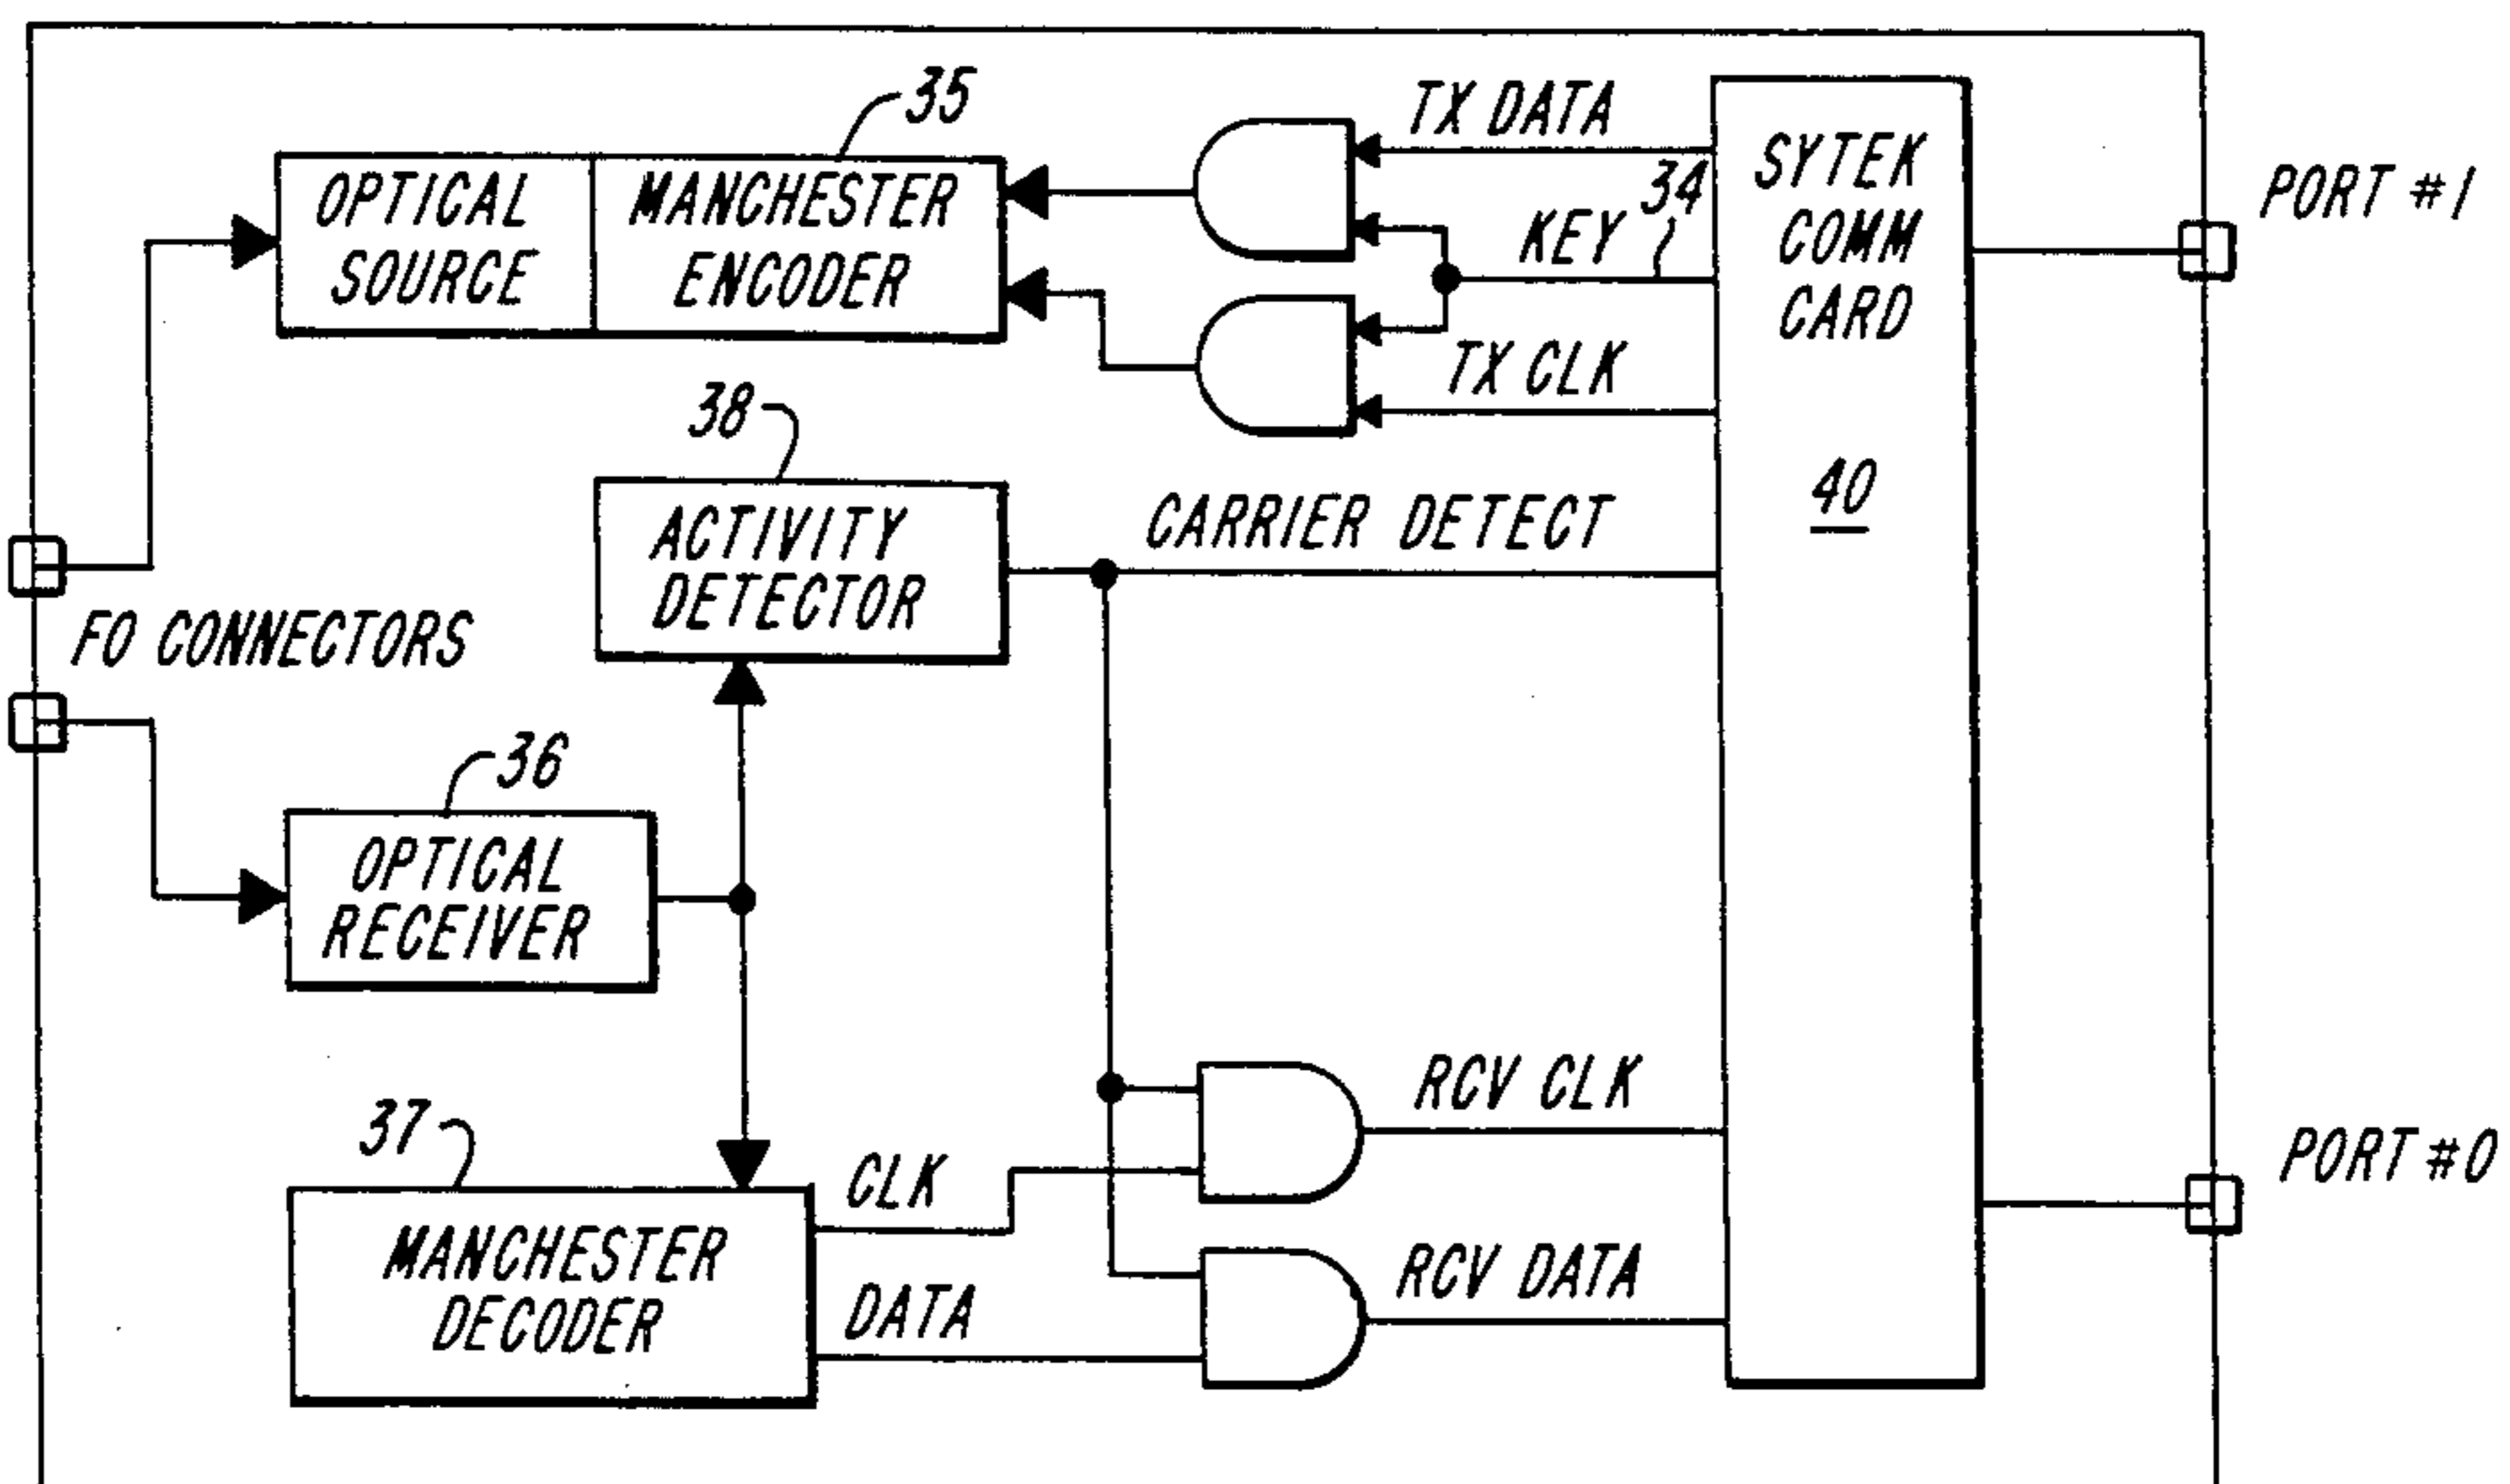 35
TX DATA
OPTICAL
SOURCE
MANCHESTER
ENCODER
KEY
34
TX CLK
SYTEK
COMM
CARD
40
PORT #1
38
ACTIVITY
DETECTOR
CARRIER DETECT
FO CONNECTORS
36
OPTICAL
RECEIVER
37
MANCHESTER
DECODER
CLK
DATA
RCV CLK
RCV DATA
PORT #0